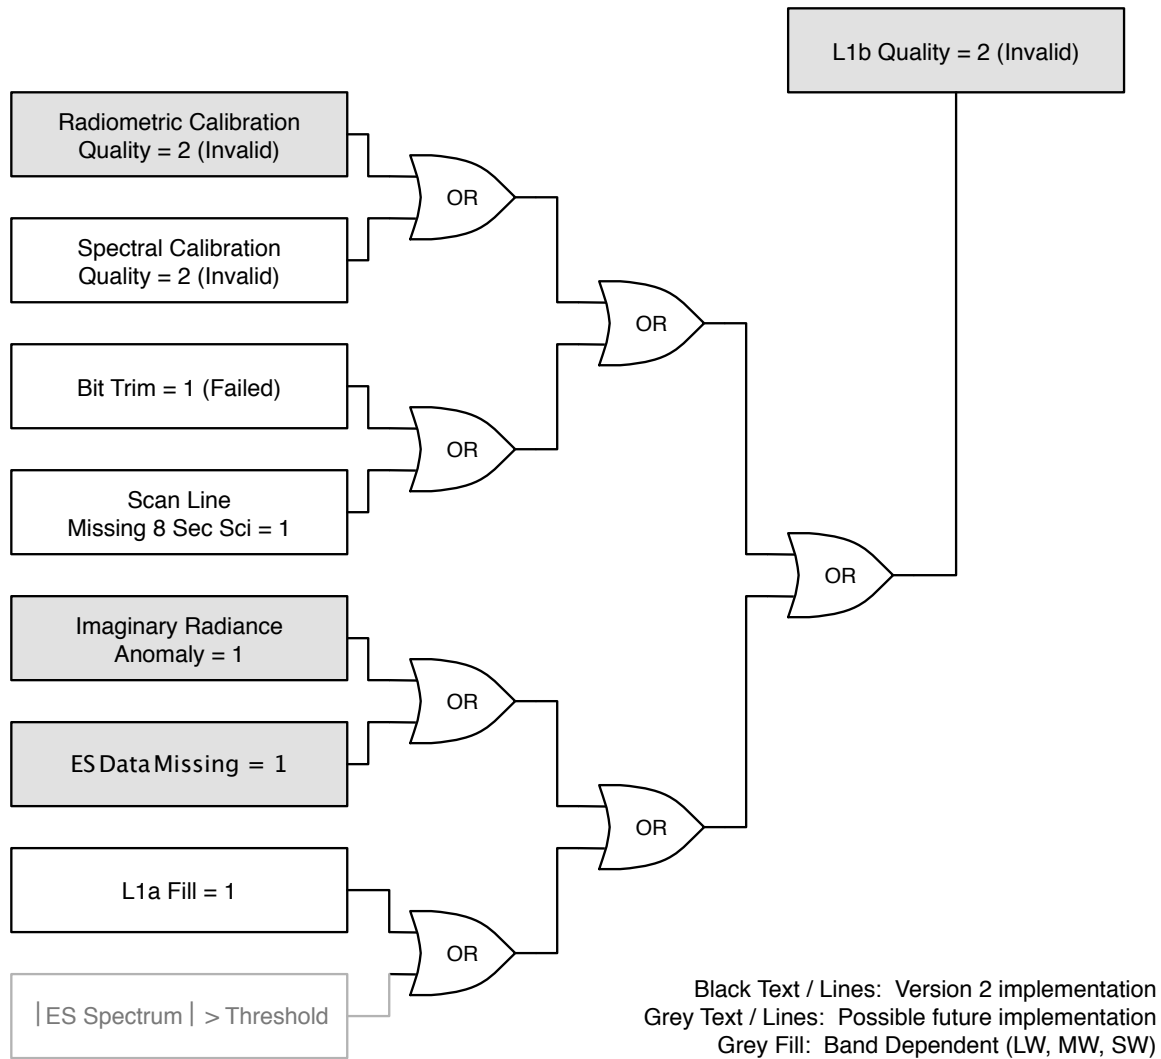 L1b Quality = 2 (Invalid)
Radiometric Calibration
Quality = 2 (Invalid)
OR
Spectral Calibration
Quality = 2 (Invalid)
OR
Bit Trim = 1 (Failed)
OR
Scan Line
Missing 8 Sec Sci = 1
OR
Imaginary Radiance
Anomaly = 1
OR
ES Data Missing = 1
OR
L1a Fill = 1
OR
|ES Spectrum| > Threshold
Black Text / Lines: Version 2 implementation
Grey Text / Lines: Possible future implementation
Grey Fill: Band Dependent (LW, MW, SW)